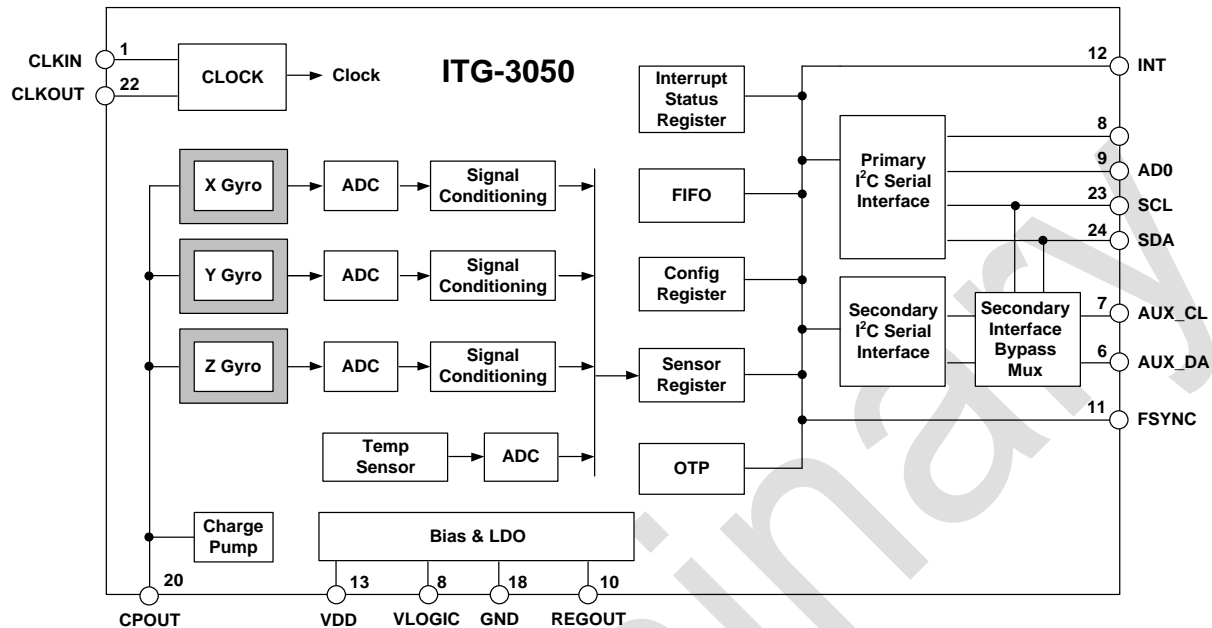 ITG-3050
1
CLKIN
22
CLKOUT
CLOCK
Clock
X Gyro
ADC
Signal
Conditioning
Y Gyro
ADC
Signal
Conditioning
Z Gyro
ADC
Signal
Conditioning
Temp
Sensor
ADC
Charge
Pump
Bias & LDO
20
CPOUT
13
VDD
8
VLOGIC
18
GND
10
REGOUT
Interrupt
Status
Register
FIFO
Config
Register
Sensor
Register
OTP
Primary
I²C Serial
Interface
Secondary
I²C Serial
Interface
Secondary
Interface
Bypass
Mux
12
INT
8
9
AD0
23
SCL
24
SDA
7
AUX_CL
6
AUX_DA
11
FSYNC
inary